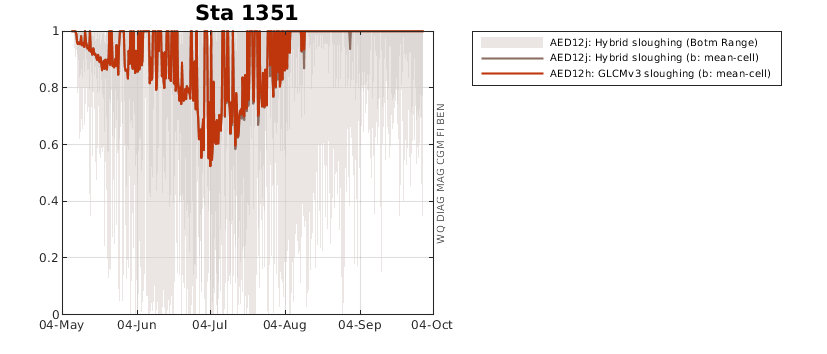 Sta 1351
1
0.8
0.6
0.4
0.2
0
04-May
04-Jun
04-Jul
04-Aug
04-Sep
04-Oct
WQ DIAG MAG CGM FI BEN
AED12j: Hybrid sloughing (Botm Range)
AED12j: Hybrid sloughing (b: mean-cell)
AED12h: GLCMv3 sloughing (b: mean-cell)